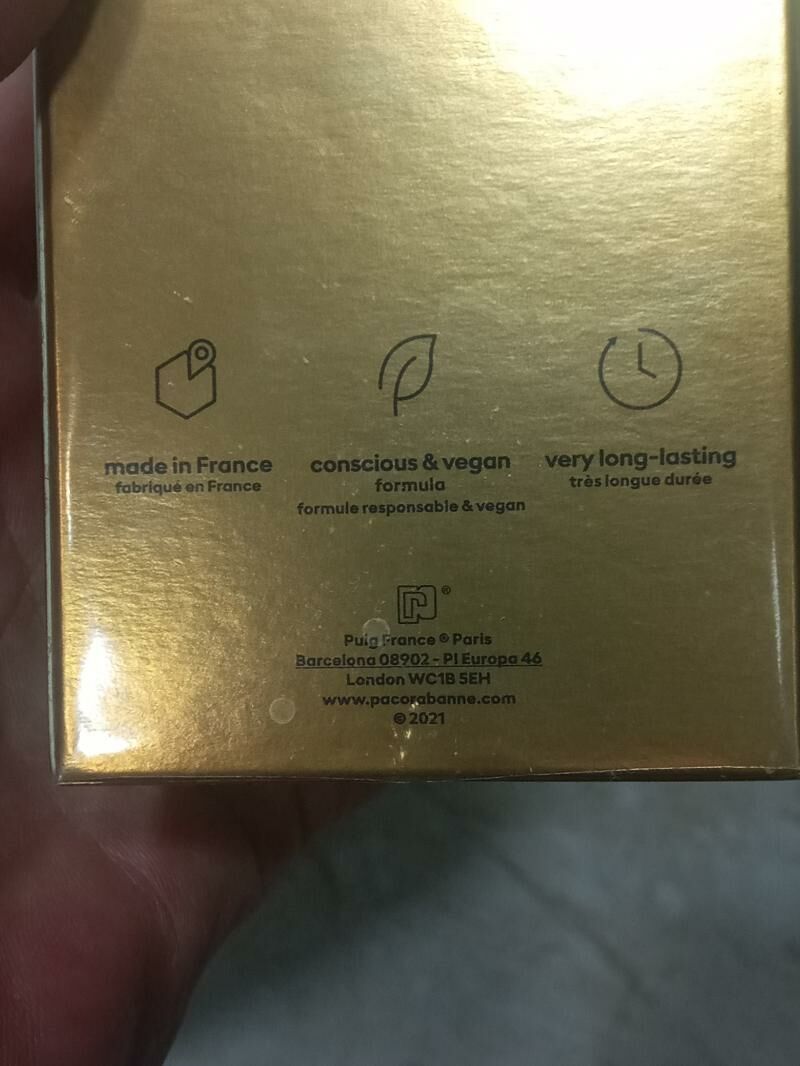 made in France
fabriqué en France
conscious & vegan
formula
formule responsable & vegan
very long-lasting
très longue durée
®
Puig France ® Paris
Barcelona 08902 - Pl Europa 46
London WC1B 5EH
www.pacorabanne.com
© 2021